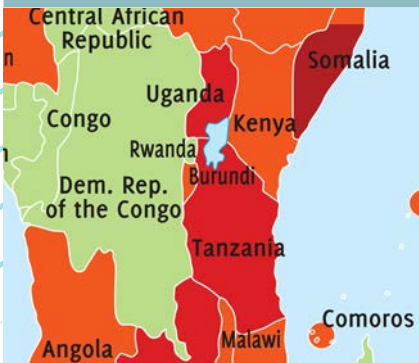 Central African
Republic
n
Somalia
Uganda
Congo
Kenya
Rwanda
n
Burundi
Dem. Rep.
of the Congo
Tanzania
Comoros
Malawi
Angola